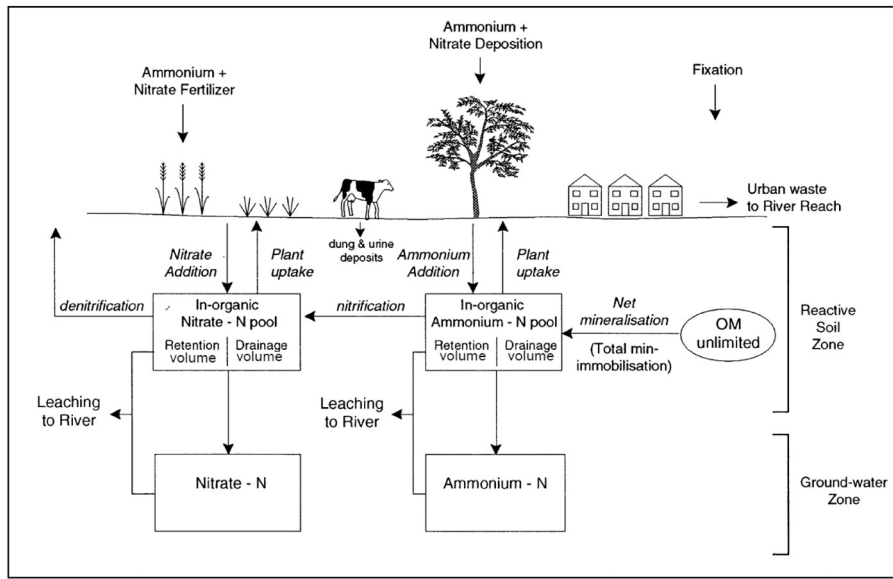 Ammonium +
Nitrate Deposition
Ammonium +
Nitrate Fertilizer
Fixation
Urban waste
to River Reach
dung & urine
deposits
Nitrate
Addition
Plant
uptake
Ammonium
Addition
Plant
uptake
denitrification
In-organic
Nitrate - N pool
Retention
volume
Drainage
volume
nitrification
In-organic
Ammonium - N pool
Retention
volume
Drainage
volume
Net
mineralisation
(Total min-
immobilisation)
OM
unlimited
Reactive
Soil
Zone
Leaching
to River
Leaching
to River
Nitrate - N
Ammonium - N
Ground-water
Zone